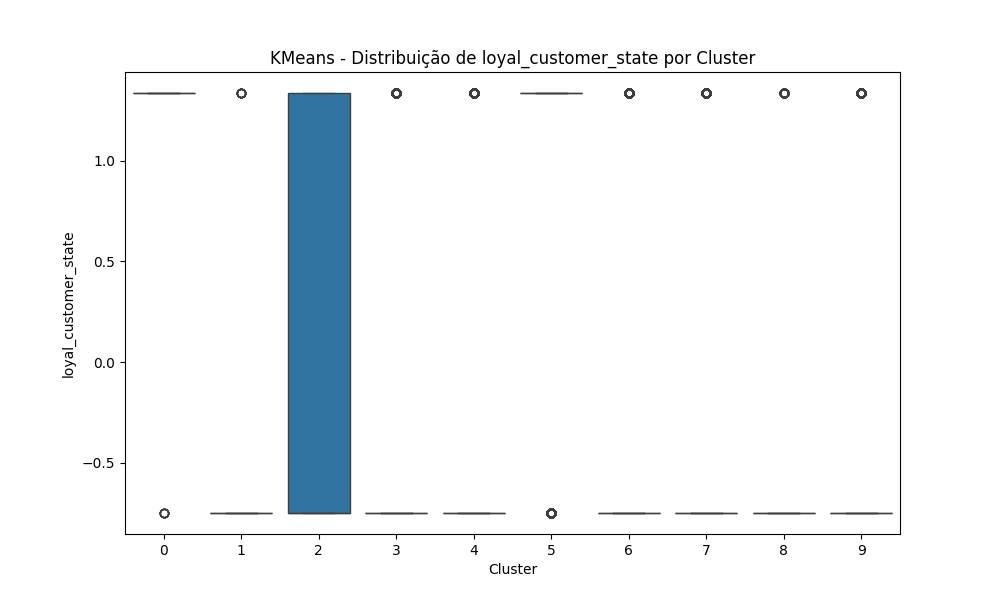 KMeans - Distribuição de loyal_customer_state por Cluster
loyal_customer_state
1.0
0.5
0.0
−0.5
0 1 2 3 4 5 6 7 8 9
Cluster